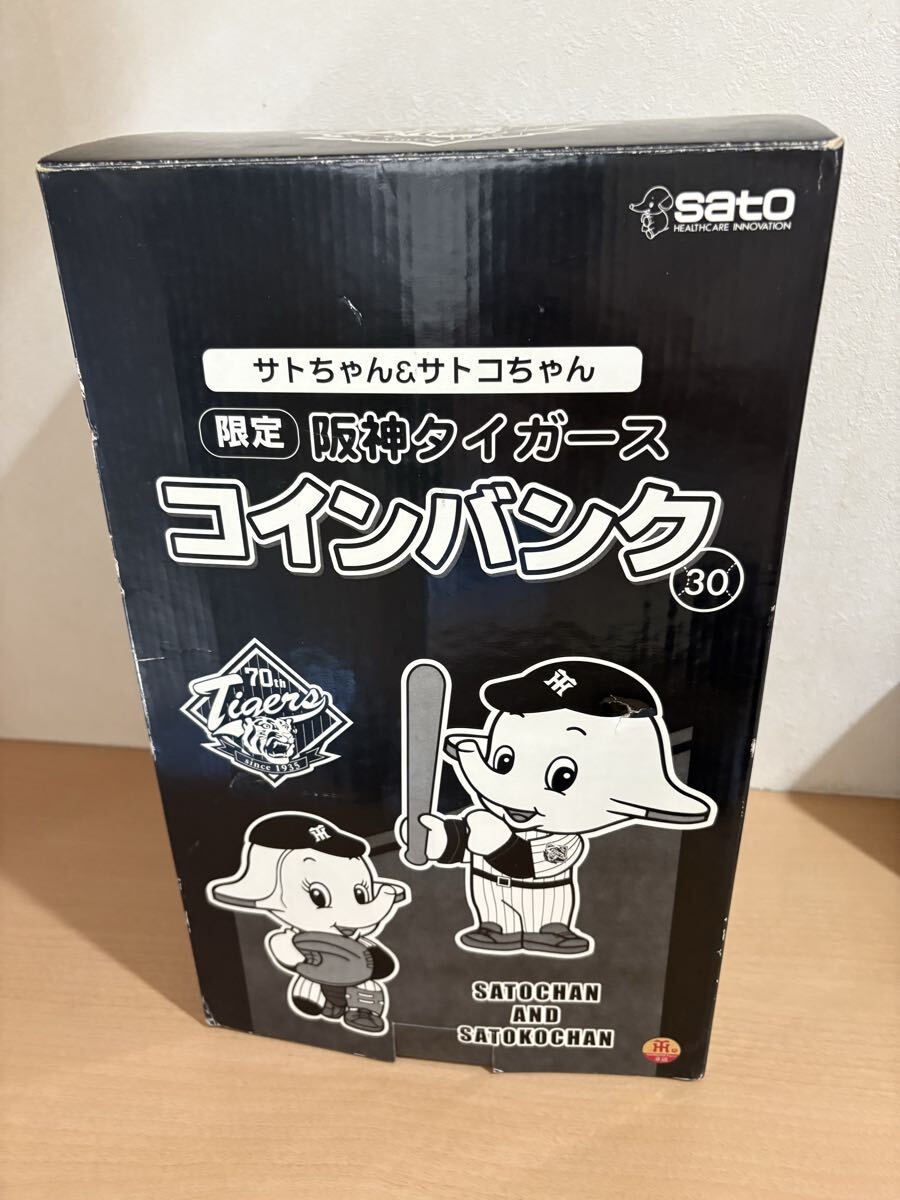 sato
HEALTHCARE INNOVATION
サトちゃん&サトコちゃん
限定 阪神タイガース
コインバンク
30
70th
Tigers
since 1935
SATOCHAN
AND
SATOKOCHAN